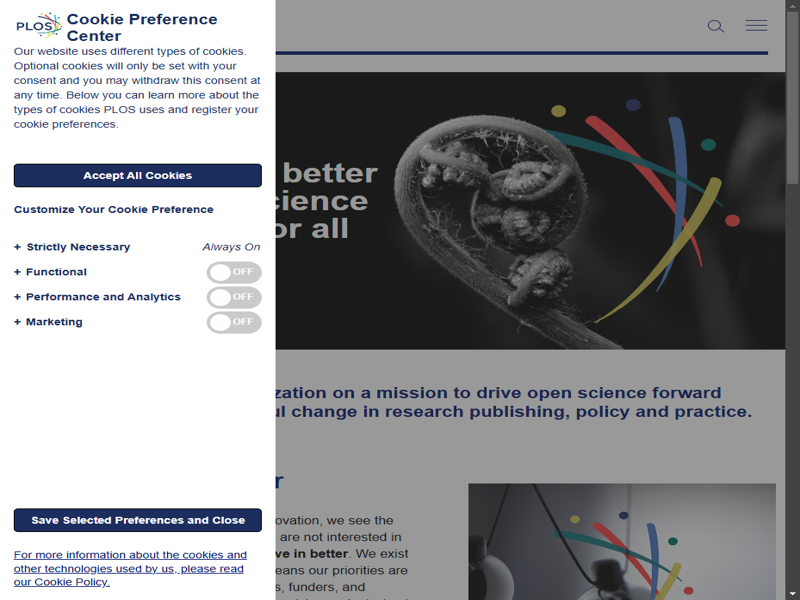 PLOS
Cookie Preference
Center
Our website uses different types of cookies.
Optional cookies will only be set with your
consent and you may withdraw this consent at
any time. Below you can learn more about the
types of cookies PLOS uses and register your
cookie preferences.
Accept All Cookies
Customize Your Cookie Preference
+ Strictly Necessary Always On
+ Functional OFF
+ Performance and Analytics OFF
+ Marketing OFF
Save Selected Preferences and Close
For more information about the cookies and
other technologies used by us, please read
our Cookie Policy.
better
cience
or all
zation on a mission to drive open science forward
ul change in research publishing, policy and practice.
r
ovation, we see the
are not interested in
ve in better. We exist
eans our priorities are
s, funders, and